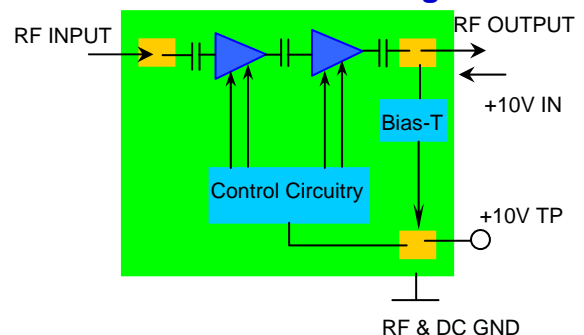 RF INPUT
RF OUTPUT
+10V IN
Bias-T
Control Circuitry
+10V TP
RF & DC GND